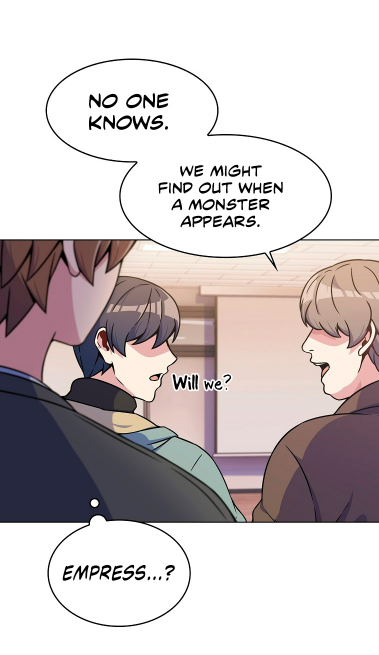 NO ONE
KNOWS.
WE MIGHT
FIND OUT WHEN
A MONSTER
APPEARS.
Will we?
EMPRESS...?